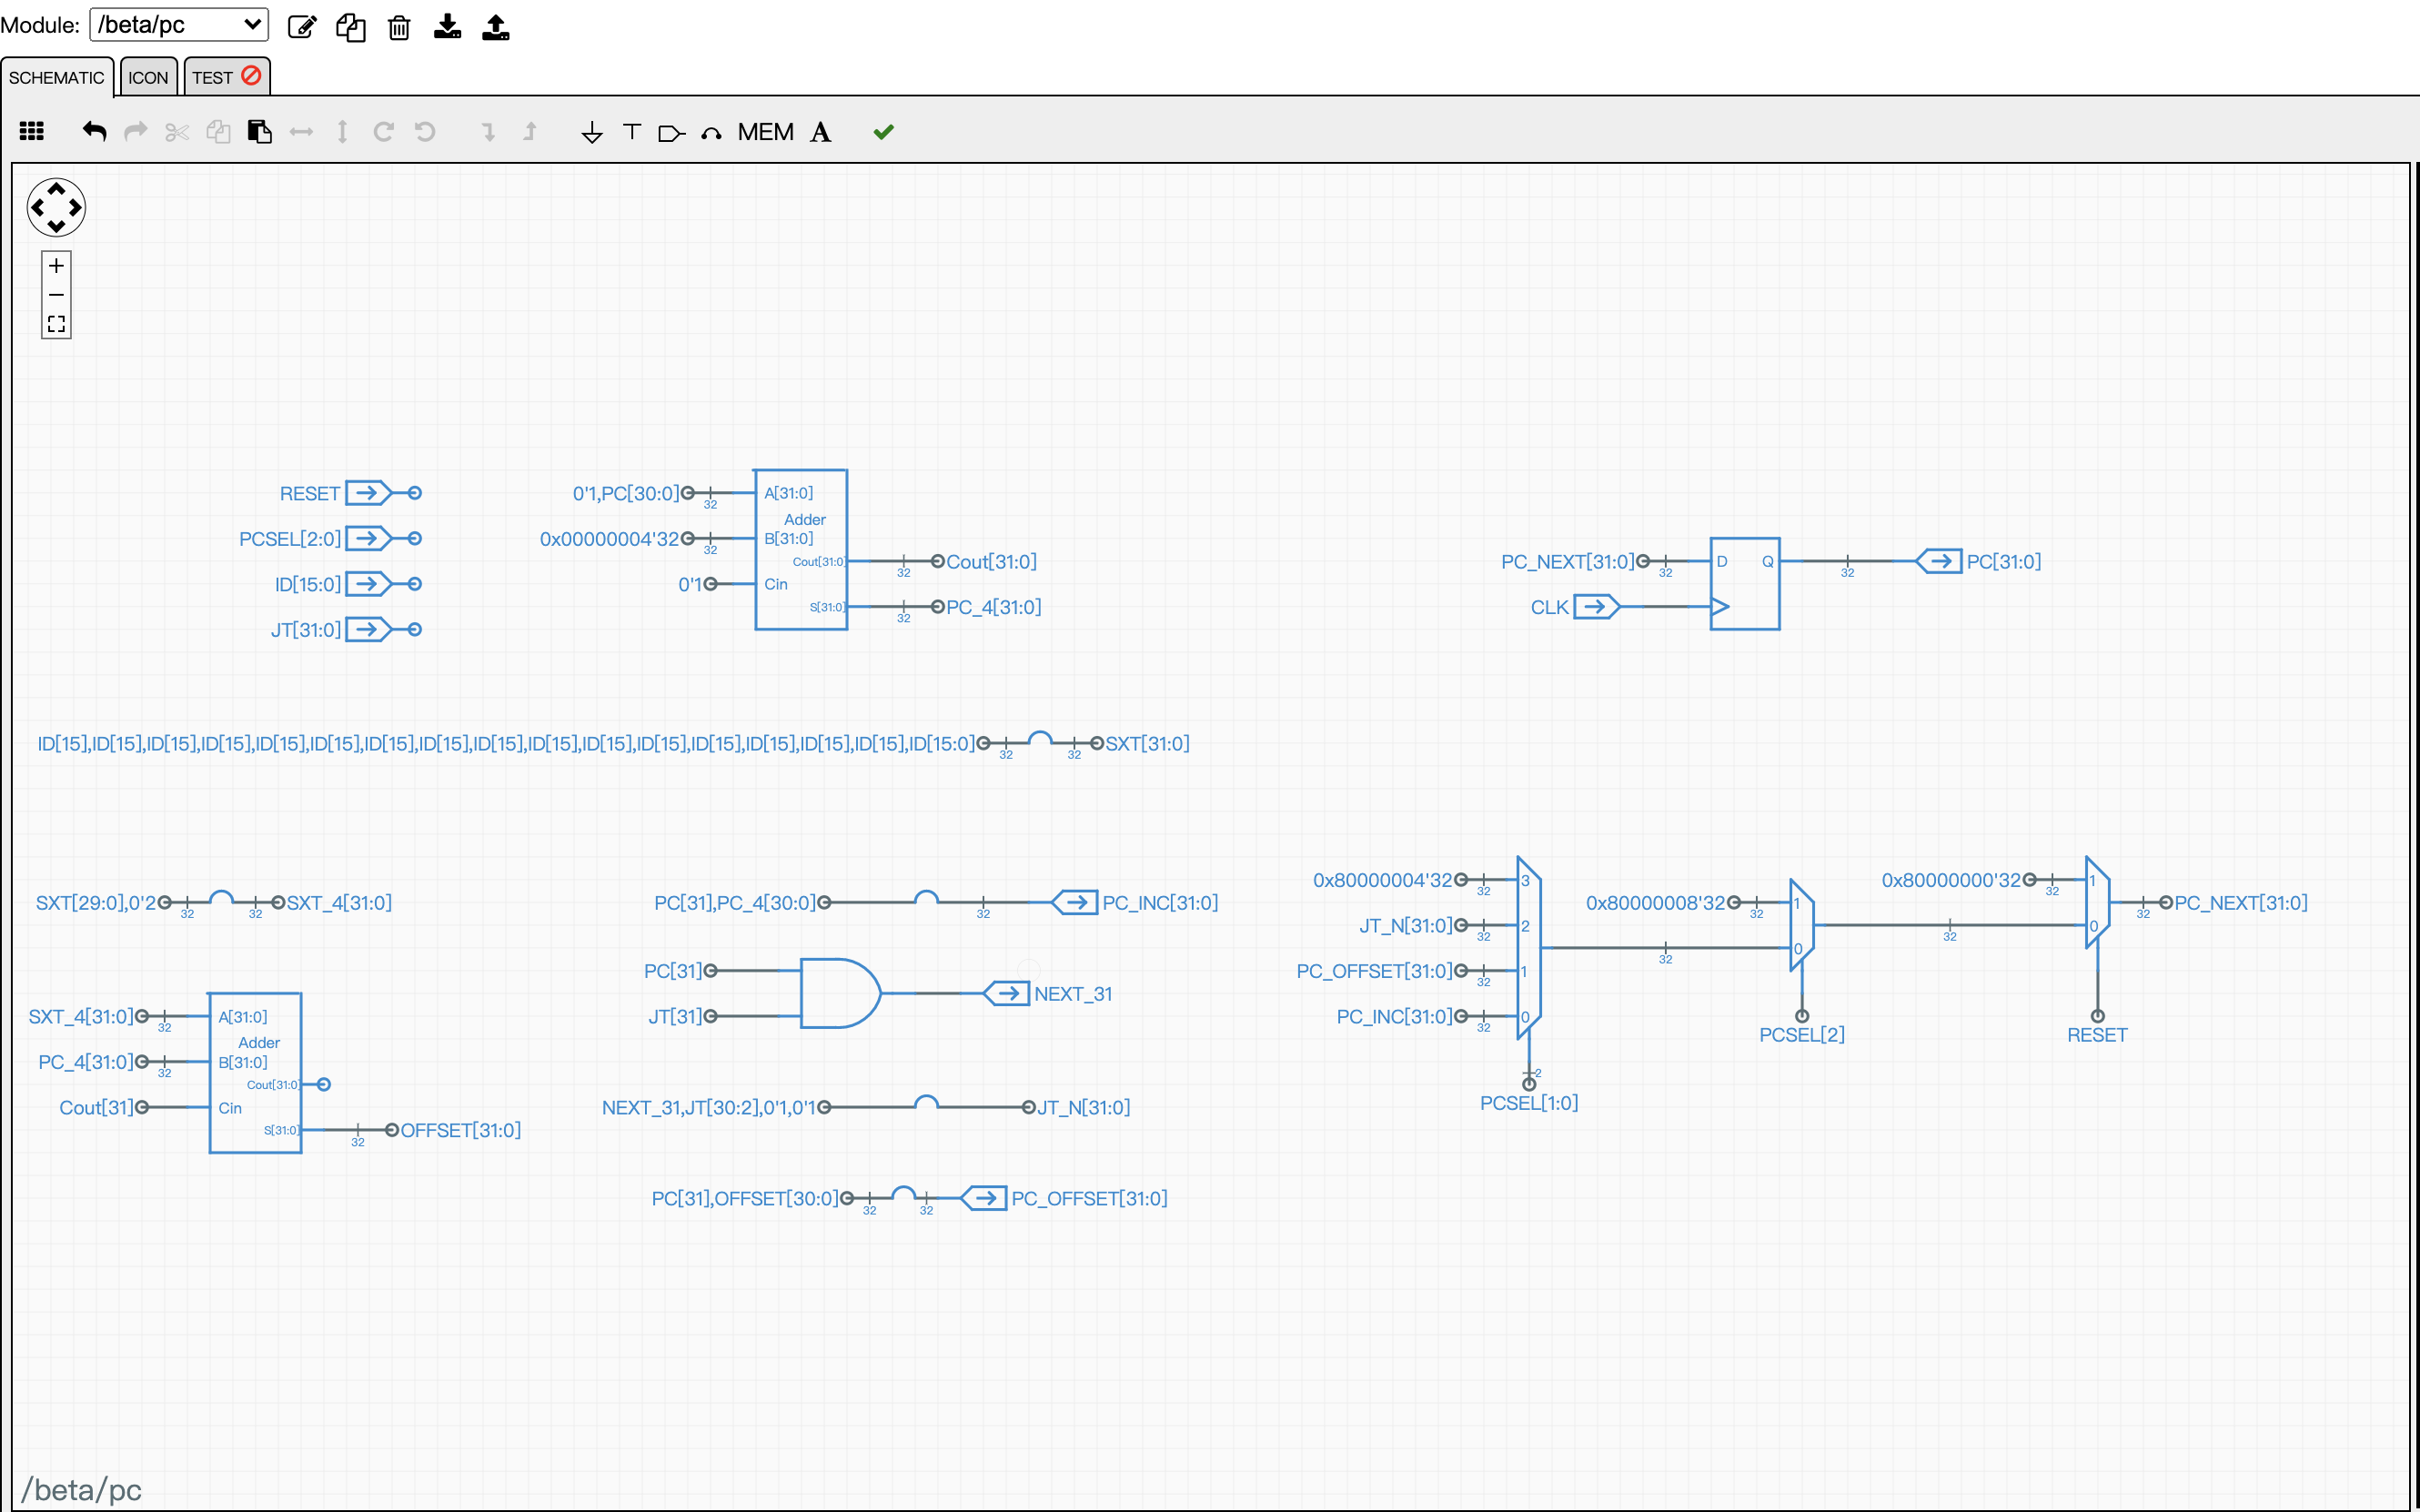 Module: /beta/pc
SCHEMATIC ICON TEST
MEM A
RESET
PCSEL[2:0]
ID[15:0]
JT[31:0]
0'1,PC[30:0] 32 A[31:0]
Adder
0x00000004'32 32 B[31:0]
Cout[31:0] 32 Cout[31:0]
0'1 Cin
S[31:0] 32 PC_4[31:0]
PC_NEXT[31:0] 32 D Q 32 PC[31:0]
CLK
ID[15],ID[15],ID[15],ID[15],ID[15],ID[15],ID[15],ID[15],ID[15],ID[15],ID[15],ID[15],ID[15],ID[15],ID[15],ID[15],ID[15:0] 32 32 SXT[31:0]
SXT[29:0],0'2 32 32 SXT_4[31:0]
SXT_4[31:0] 32 A[31:0]
Adder
PC_4[31:0] 32 B[31:0]
Cout[31:0]
Cout[31] Cin
S[31:0] 32 OFFSET[31:0]
PC[31],PC_4[30:0] 32 PC_INC[31:0]
PC[31]
NEXT_31
JT[31]
NEXT_31,JT[30:2],0'1,0'1 JT_N[31:0]
PC[31],OFFSET[30:0] 32 32 PC_OFFSET[31:0]
0x80000004'32 32 3
JT_N[31:0] 32 2
PC_OFFSET[31:0] 32 1
PC_INC[31:0] 32 0
2
PCSEL[1:0]
32
0x80000008'32 32 1
0
PCSEL[2]
32
0x80000000'32 32 1
0
32 PC_NEXT[31:0]
RESET
/beta/pc